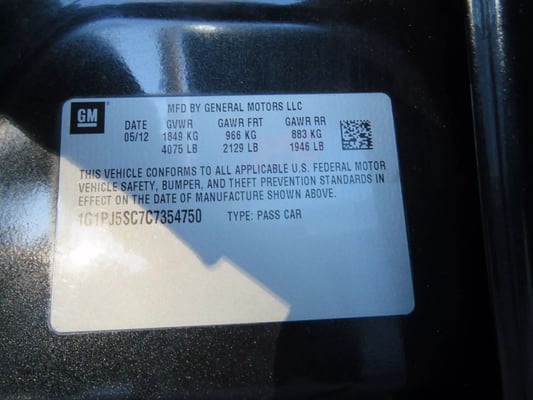 GM
MFD BY GENERAL MOTORS LLC
DATE GVWR GAWR FRT GAWR RR
05/12 1849 KG 966 KG 883 KG
4075 LB 2129 LB 1946 LB
THIS VEHICLE CONFORMS TO ALL APPLICABLE U.S. FEDERAL MOTOR
VEHICLE SAFETY, BUMPER, AND THEFT PREVENTION STANDARDS IN
EFFECT ON THE DATE OF MANUFACTURE SHOWN ABOVE.
1G1PJ5SC7C7354750 TYPE: PASS CAR